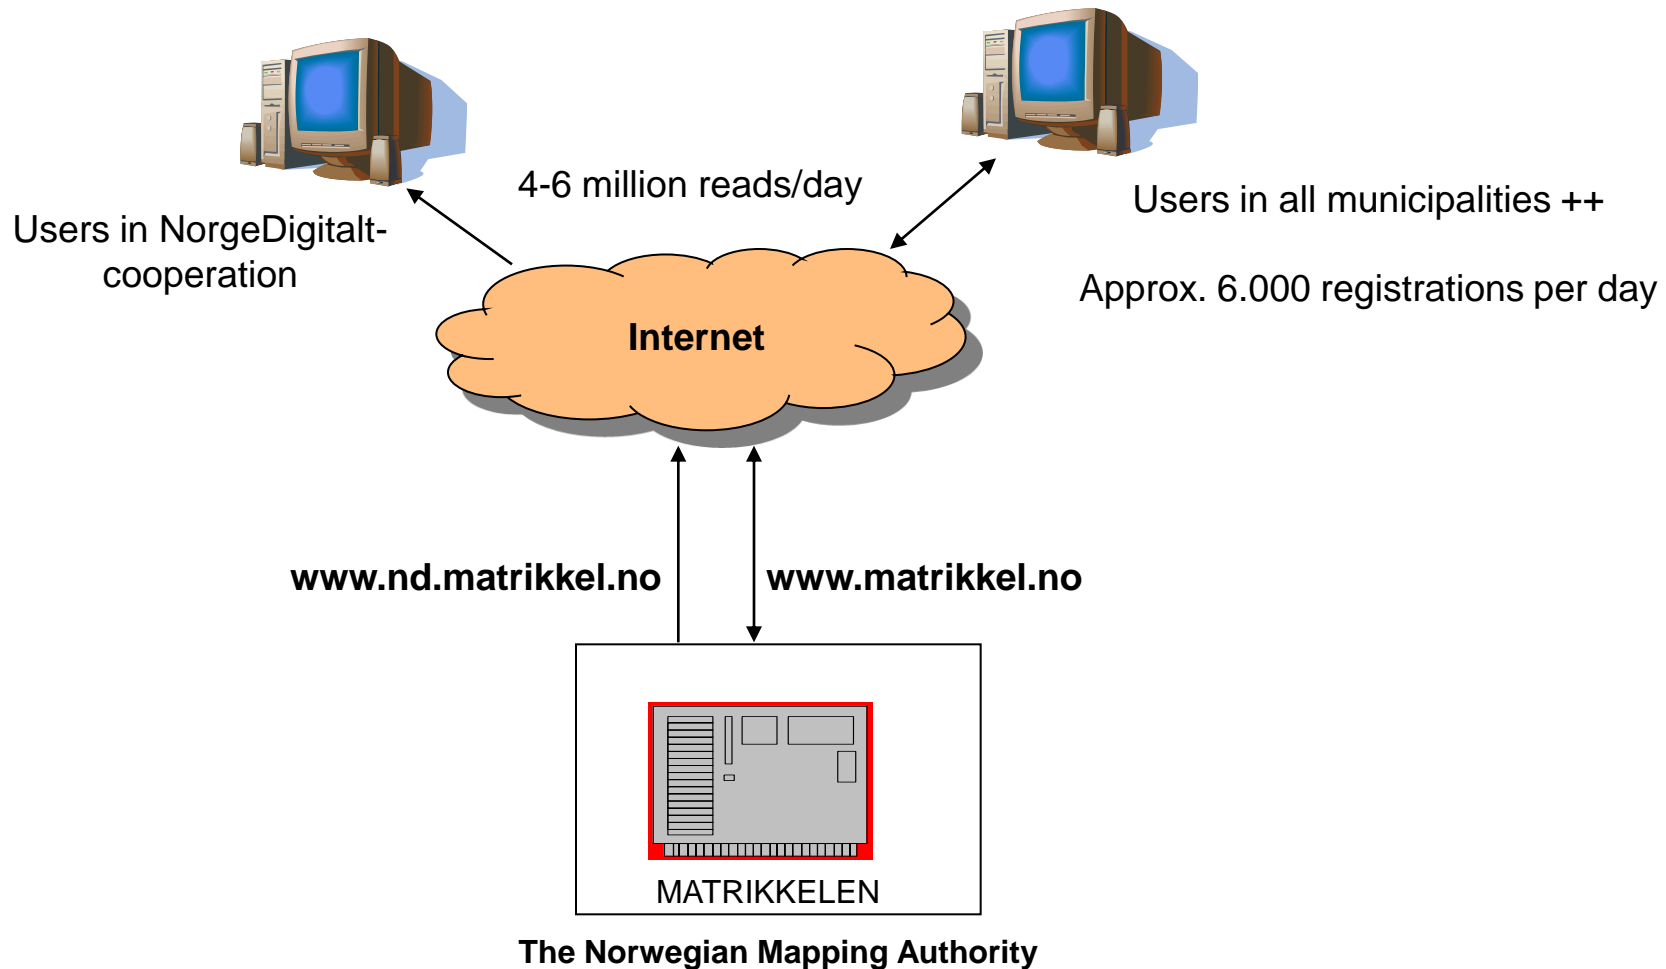 4-6 million reads/day
Users in NorgeDigitalt-
cooperation
Users in all municipalities ++
Approx. 6.000 registrations per day
Internet
www.nd.matrikkel.no
www.matrikkel.no
MATRIKKELEN
The Norwegian Mapping Authority